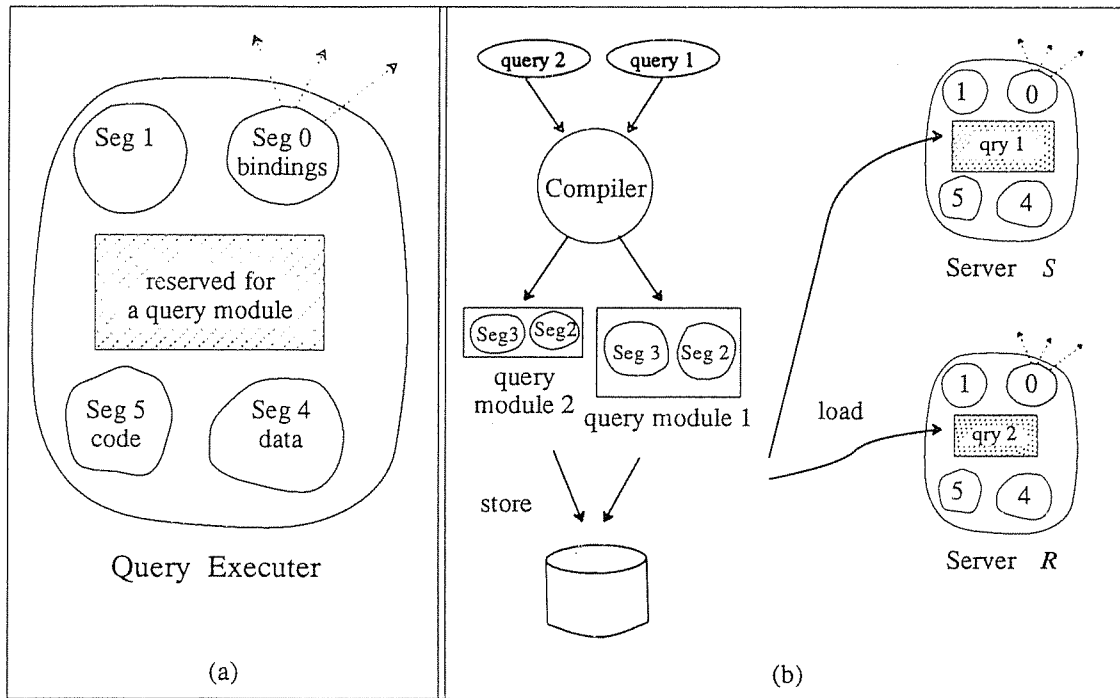 Seg 1
Seg 0
bindings
reserved for
a query module
Seg 5
code
Seg 4
data
Query Executer
(a)
query 2
query 1
Compiler
Seg3
Seg2
Seg 3
Seg 2
query
module 2
query module 1
store
load
1
0
qry 1
5
4
Server S
1
0
qry 2
5
4
Server R
(b)